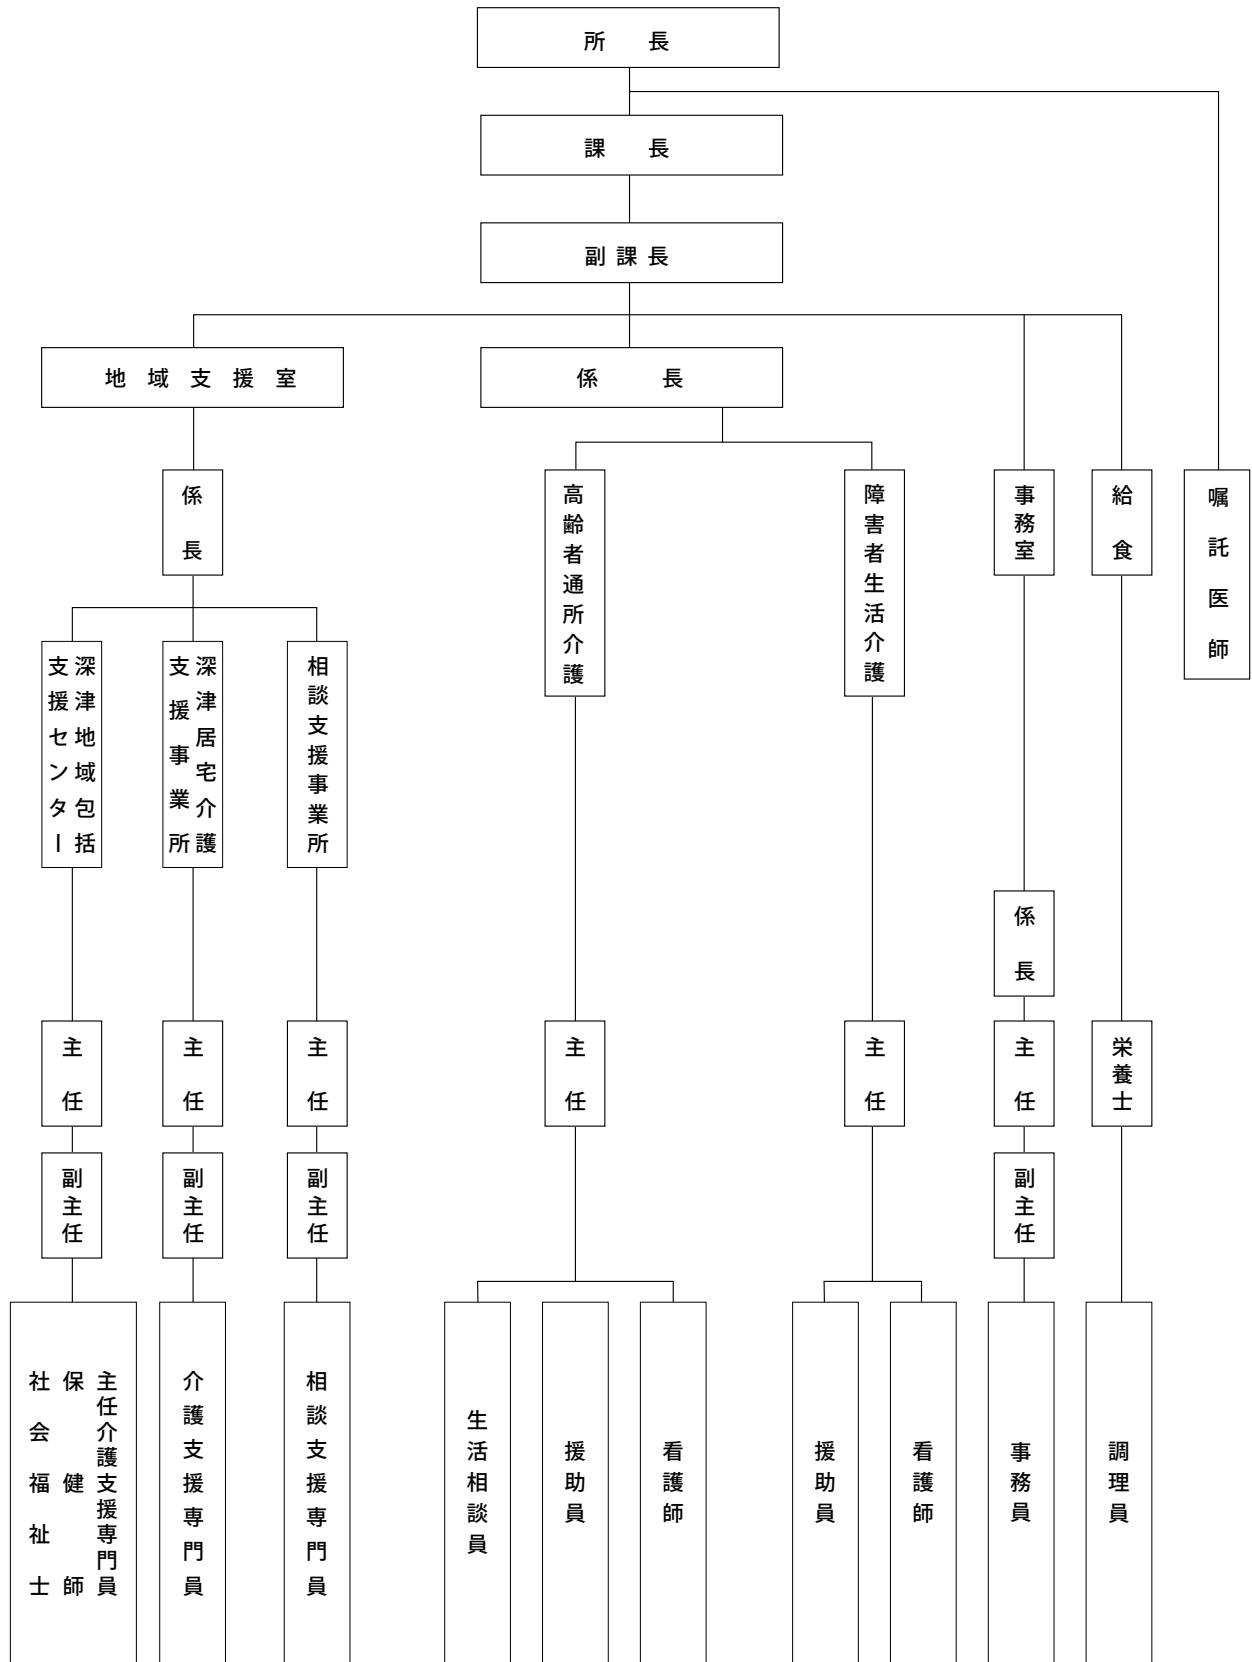 所長
課長
副課長
地域支援室
係長
係長
高齢者通所介護
障害者生活介護
事務室
給食
嘱託医師
深津地域包括
支援センター
深津居宅介護
支援事業所
相談支援事業所
係長
主任
主任
主任
主任
主任
主任
栄養士
副主任
副主任
副主任
副主任
主任介護支援専門員
保健師
社会福祉士
介護支援専門員
相談支援専門員
生活相談員
援助員
看護師
援助員
看護師
事務員
調理員